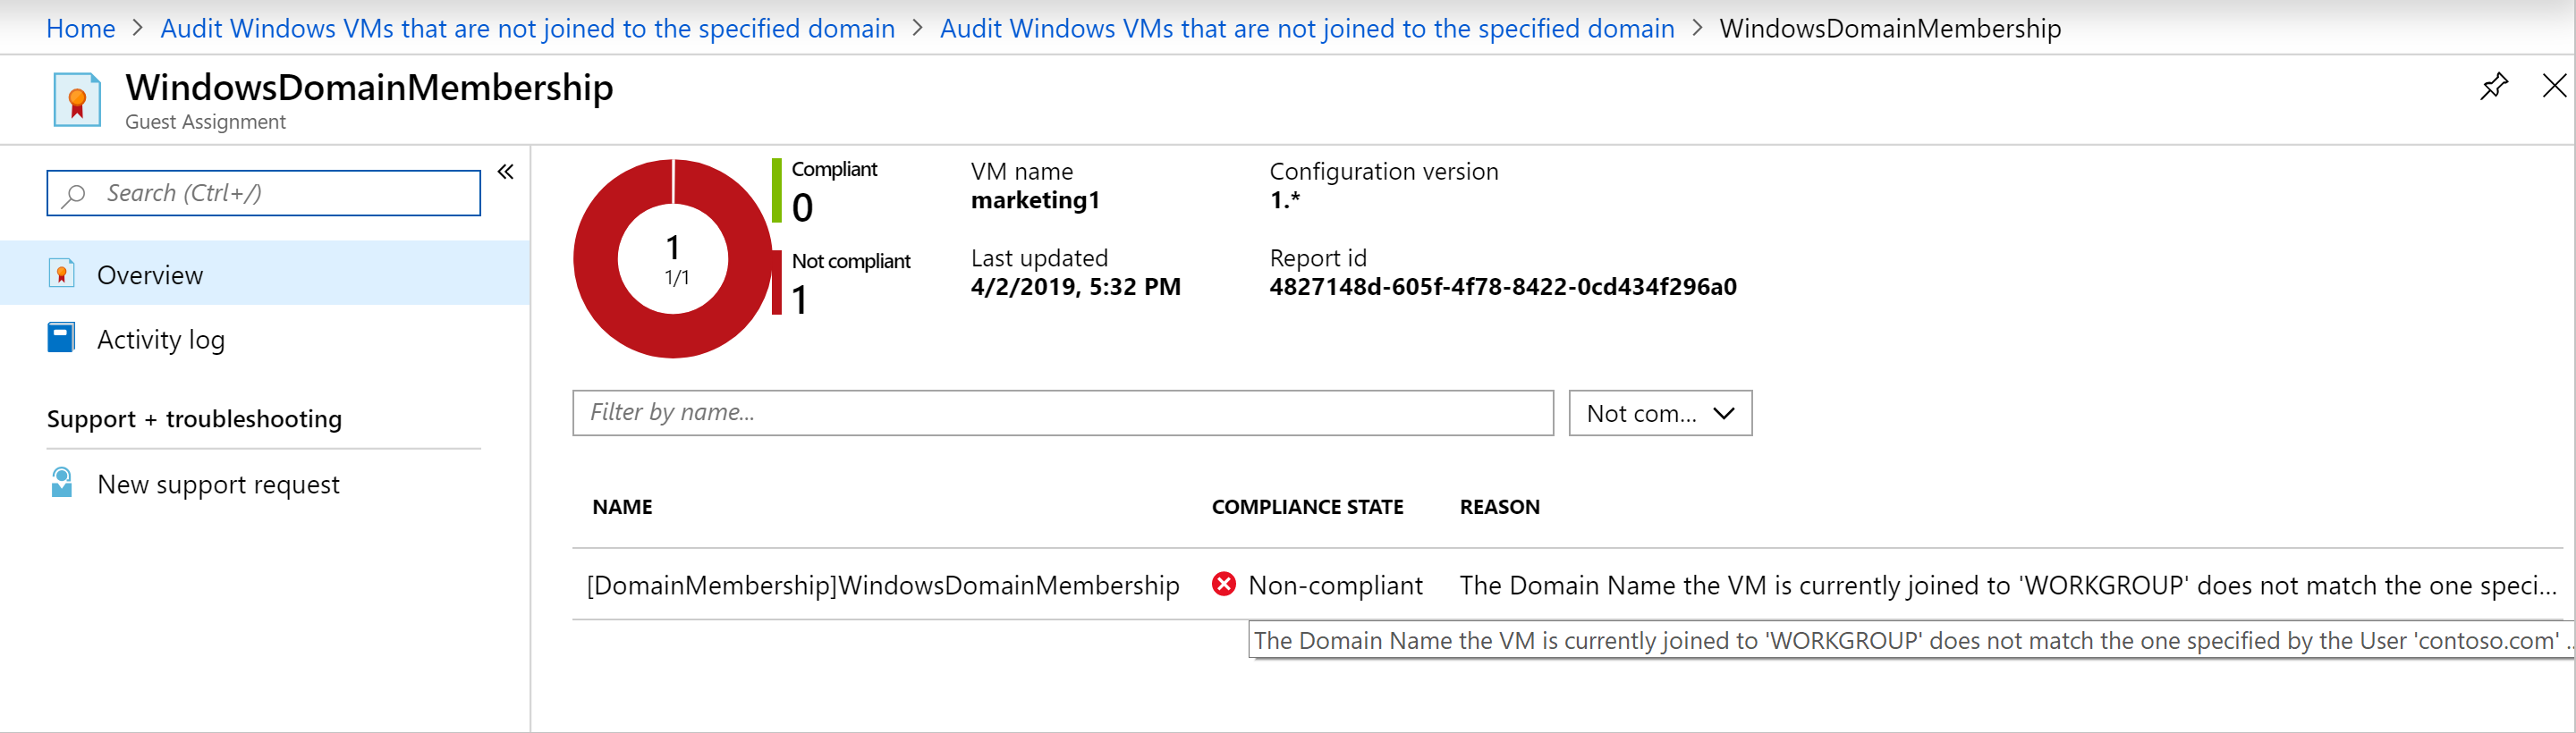 Home > Audit Windows VMs that are not joined to the specified domain > Audit Windows VMs that are not joined to the specified domain > WindowsDomainMembership
WindowsDomainMembership
Guest Assignment
Search (Ctrl+/)
«
Overview
Activity log
Support + troubleshooting
New support request
1
1/1
Compliant
0
Not compliant
1
VM name
marketing1
Last updated
4/2/2019, 5:32 PM
Configuration version
1.*
Report id
4827148d-605f-4f78-8422-0cd434f296a0
Filter by name...
Not com...
NAME COMPLIANCE STATE REASON
[DomainMembership]WindowsDomainMembership Non-compliant The Domain Name the VM is currently joined to 'WORKGROUP' does not match the one speci...
The Domain Name the VM is currently joined to 'WORKGROUP' does not match the one specified by the User 'contoso.com' ..